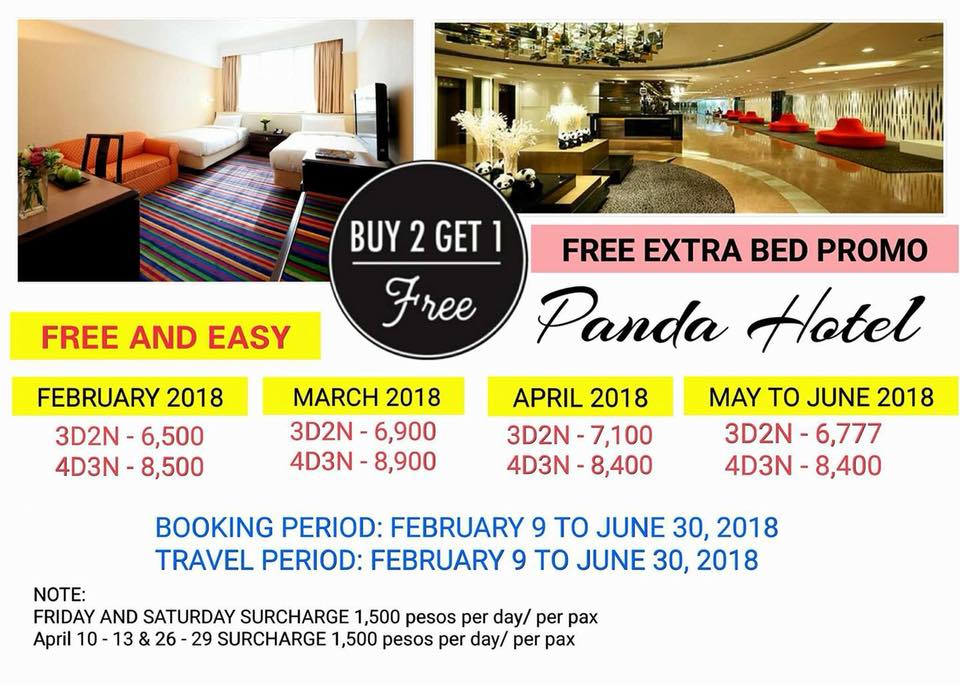 BUY 2 GET 1
Free
FREE EXTRA BED PROMO
Panda Hotel
FREE AND EASY
FEBRUARY 2018
3D2N - 6,500
4D3N - 8,500
MARCH 2018
3D2N - 6,900
4D3N - 8,900
APRIL 2018
3D2N - 7,100
4D3N - 8,400
MAY TO JUNE 2018
3D2N - 6,777
4D3N - 8,400
BOOKING PERIOD: FEBRUARY 9 TO JUNE 30, 2018
TRAVEL PERIOD: FEBRUARY 9 TO JUNE 30, 2018
NOTE:
FRIDAY AND SATURDAY SURCHARGE 1,500 pesos per day/ per pax
April 10 - 13 & 26 - 29 SURCHARGE 1,500 pesos per day/ per pax